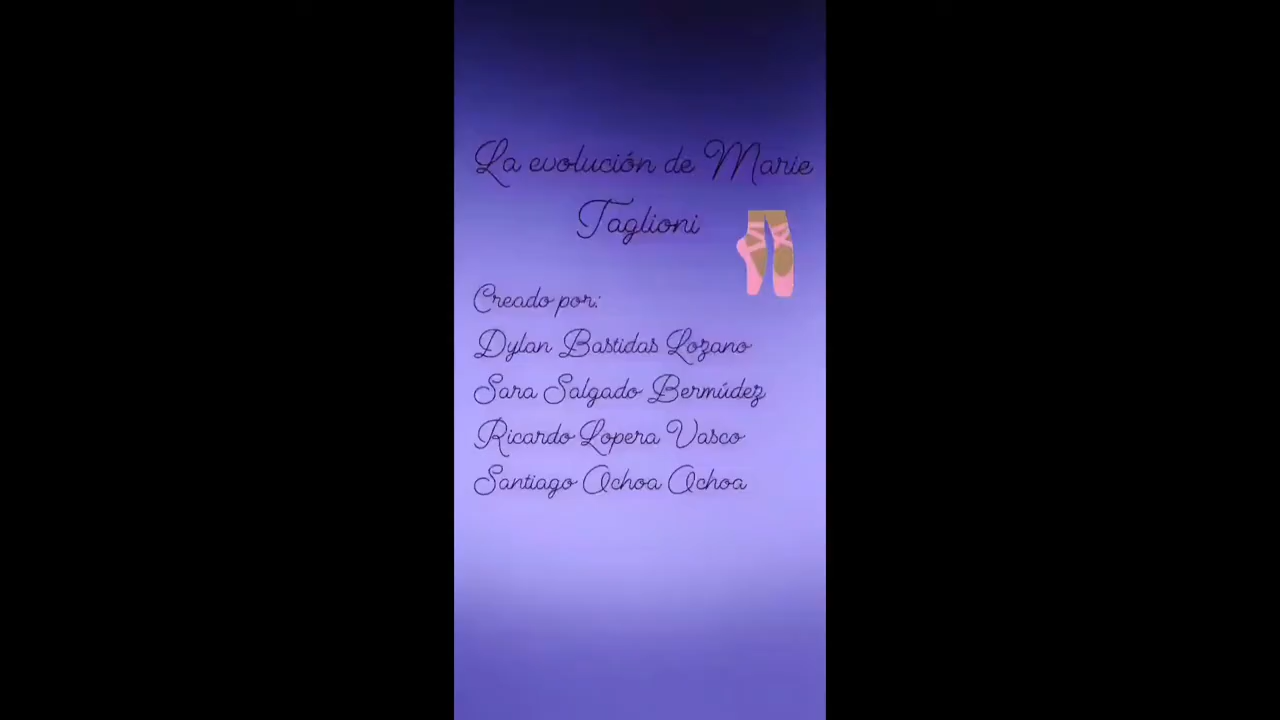 La evolución de Marie
Taglioni
Creado por:
Dylan Bastidas Lozano
Sara Salgado Bermúdez
Ricardo Lopera Vasco
Santiago Ochoa Ochoa